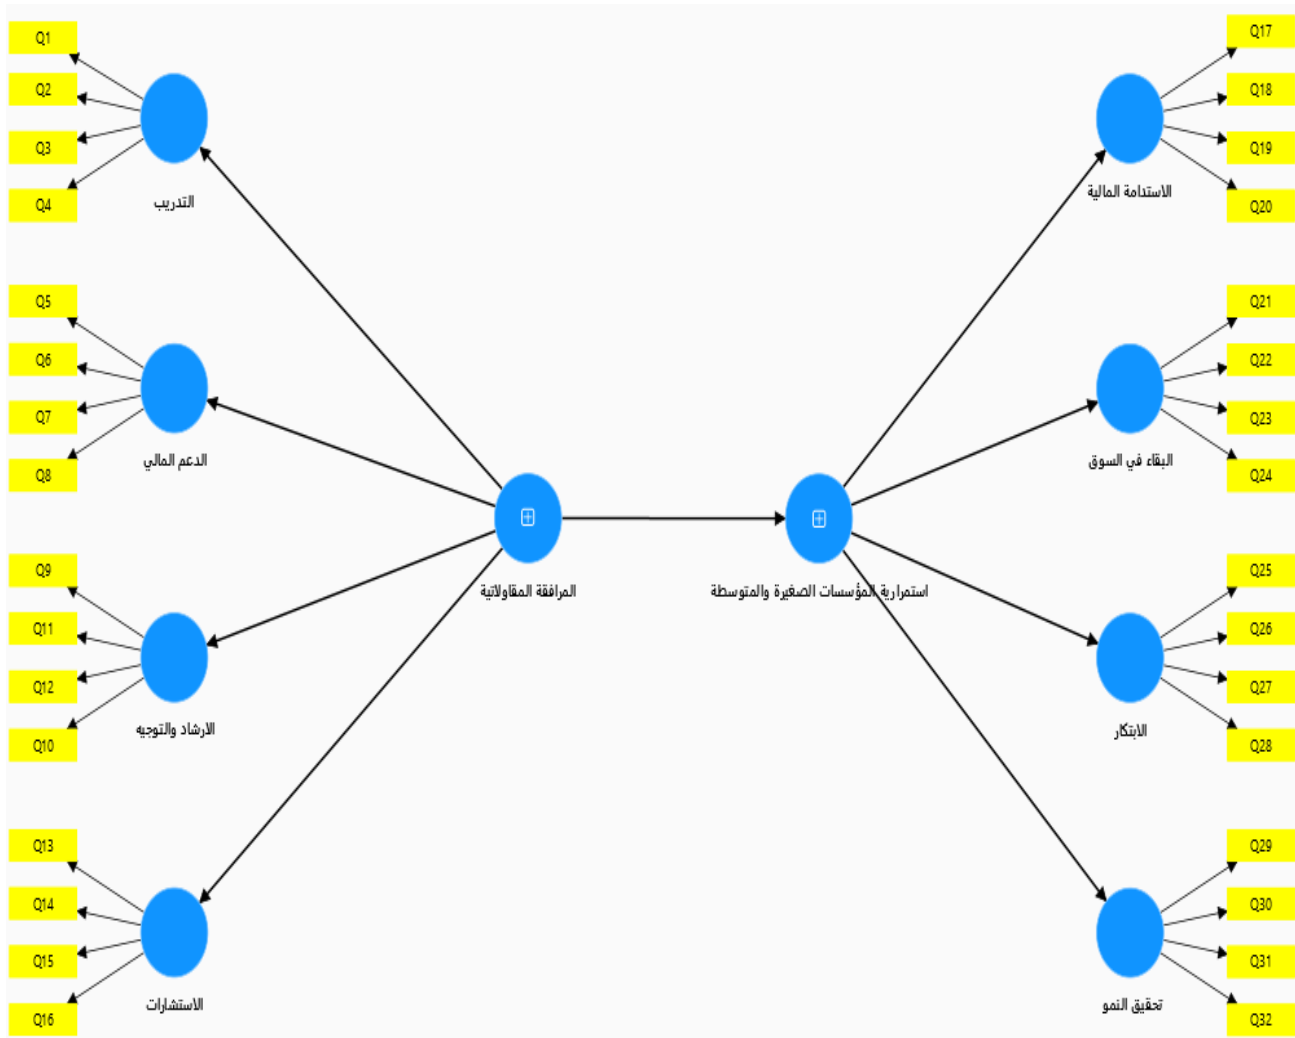 Q1
Q2
Q3
Q4
التدريب
Q5
Q6
Q7
Q8
الدعم المالي
Q9
Q11
Q12
Q10
الارشاد والتوجيه
Q13
Q14
Q15
Q16
الاستشارات
المرافقة المقاولاتية
استمرارية المؤسسات الصغيرة والمتوسطة
Q17
Q18
Q19
Q20
الاستدامة المالية
Q21
Q22
Q23
Q24
البقاء في السوق
Q25
Q26
Q27
Q28
الابتكار
Q29
Q30
Q31
Q32
تحقيق النمو